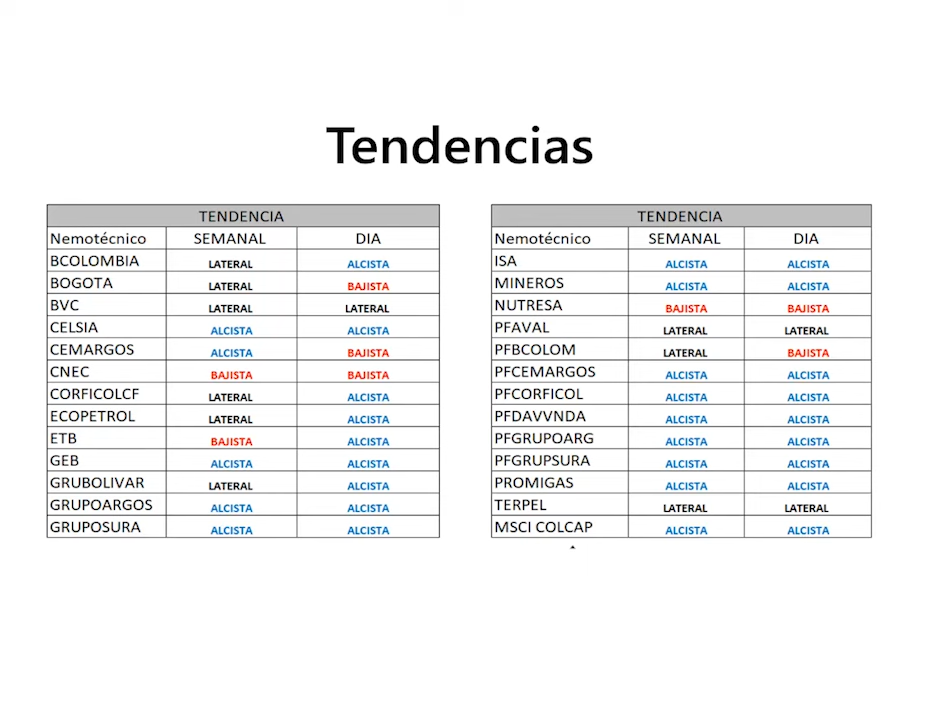 Tendencias
TENDENCIA
Nemotécnico SEMANAL DIA
BCOLOMBIA LATERAL ALCISTA
BOGOTA LATERAL BAJISTA
BVC LATERAL LATERAL
CELSIA ALCISTA ALCISTA
CEMARGOS ALCISTA BAJISTA
CNEC BAJISTA BAJISTA
CORFICOLCF LATERAL ALCISTA
ECOPETROL LATERAL ALCISTA
ETB BAJISTA ALCISTA
GEB ALCISTA ALCISTA
GRUBOLIVAR LATERAL ALCISTA
GRUPOARGOS ALCISTA ALCISTA
GRUPOSURA ALCISTA ALCISTA
TENDENCIA
Nemotécnico SEMANAL DIA
ISA ALCISTA ALCISTA
MINEROS ALCISTA ALCISTA
NUTRESA BAJISTA BAJISTA
PFAVAL LATERAL LATERAL
PFBCOLOM LATERAL BAJISTA
PFCEMARGOS ALCISTA ALCISTA
PFCORFICOL ALCISTA ALCISTA
PFDAVVNDA ALCISTA ALCISTA
PFGRUPOARG ALCISTA ALCISTA
PFGRUPSURA ALCISTA ALCISTA
PROMIGAS ALCISTA ALCISTA
TERPEL LATERAL LATERAL
MSCI COLCAP ALCISTA ALCISTA